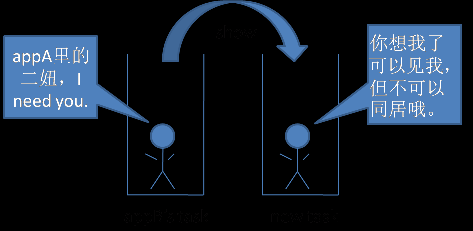 appA里的
二妞，I
need you.
你想我了
可以见我，
但不可以
同居哦。